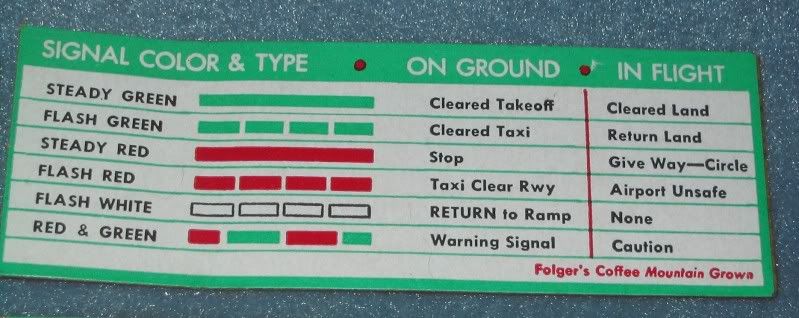 SIGNAL COLOR & TYPE ON GROUND IN FLIGHT
STEADY GREEN Cleared Takeoff Cleared Land
FLASH GREEN Cleared Taxi Return Land
STEADY RED Stop Give Way—Circle
FLASH RED Taxi Clear Rwy Airport Unsafe
FLASH WHITE RETURN to Ramp None
RED & GREEN Warning Signal Caution
Folger's Coffee Mountain Grown